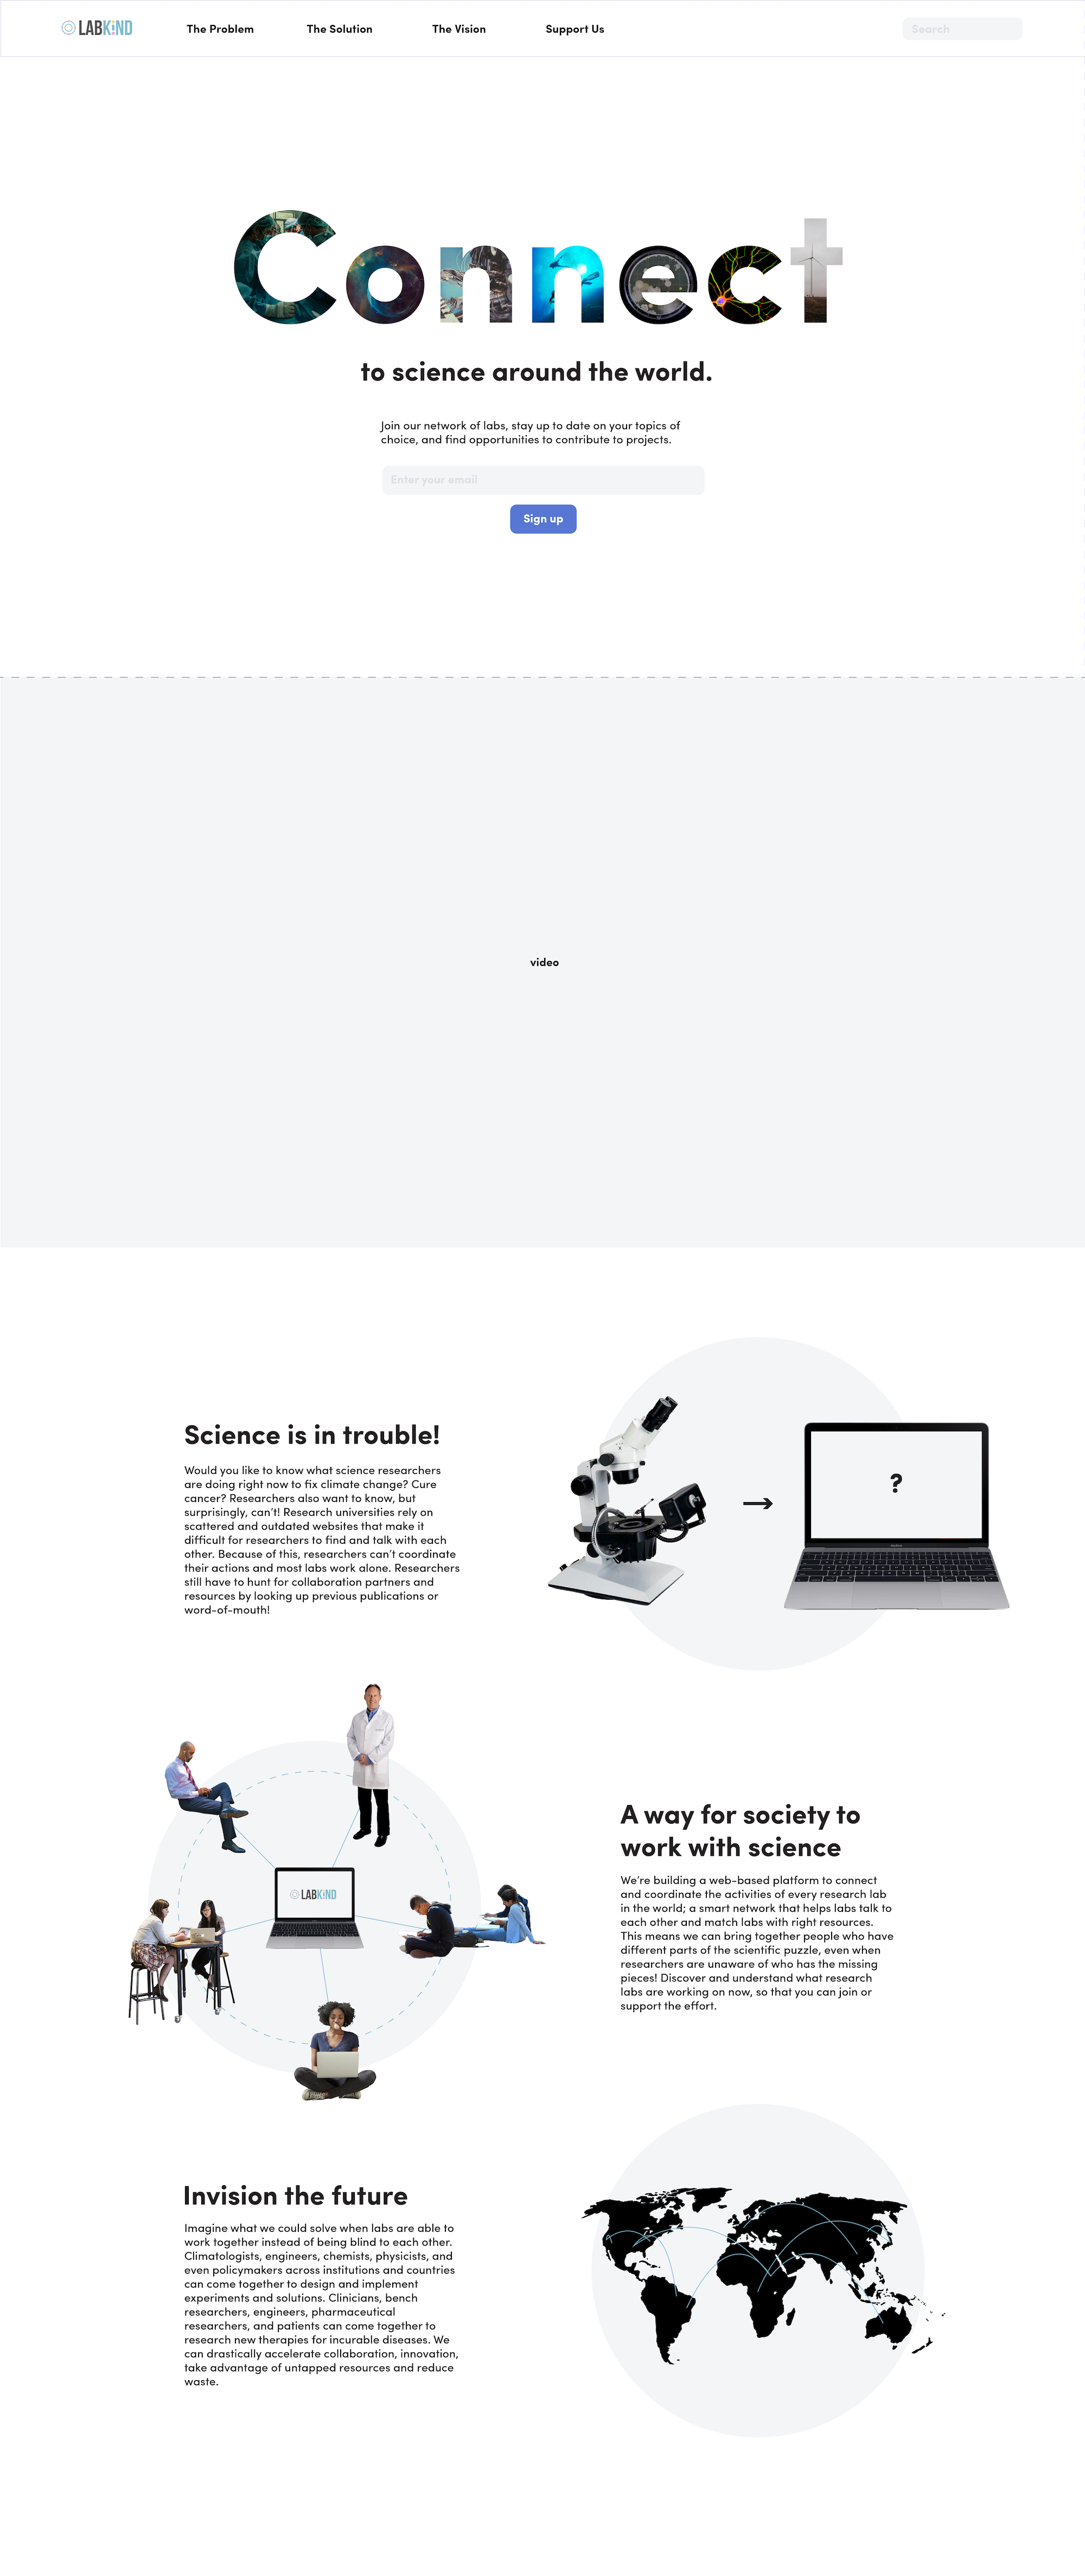 LABKiND
The Problem
The Solution
The Vision
Support Us
Search
Connect
to science around the world.
Join our network of labs, stay up to date on your topics of
choice, and find opportunities to contribute to projects.
Enter your email
Sign up
video
Science is in trouble!
Would you like to know what science researchers
are doing right now to fix climate change? Cure
cancer? Researchers also want to know, but
surprisingly, can't! Research universities rely on
scattered and outdated websites that make it
difficult for researchers to find and talk with each
other. Because of this, researchers can't coordinate
their actions and most labs work alone. Researchers
still have to hunt for collaboration partners and
resources by looking up previous publications or
word-of-mouth!
?
LABKiND
A way for society to
work with science
We're building a web-based platform to connect
and coordinate the activities of every research lab
in the world; a smart network that helps labs talk to
each other and match labs with right resources.
This means we can bring together people who have
different parts of the scientific puzzle, even when
researchers are unaware of who has the missing
pieces! Discover and understand what research
labs are working on now, so that you can join or
support the effort.
Invision the future
Imagine what we could solve when labs are able to
work together instead of being blind to each other.
Climatologists, engineers, chemists, physicists, and
even policymakers across institutions and countries
can come together to design and implement
experiments and solutions. Clinicians, bench
researchers, engineers, pharmaceutical
researchers, and patients can come together to
research new therapies for incurable diseases. We
can drastically accelerate collaboration, innovation,
take advantage of untapped resources and reduce
waste.